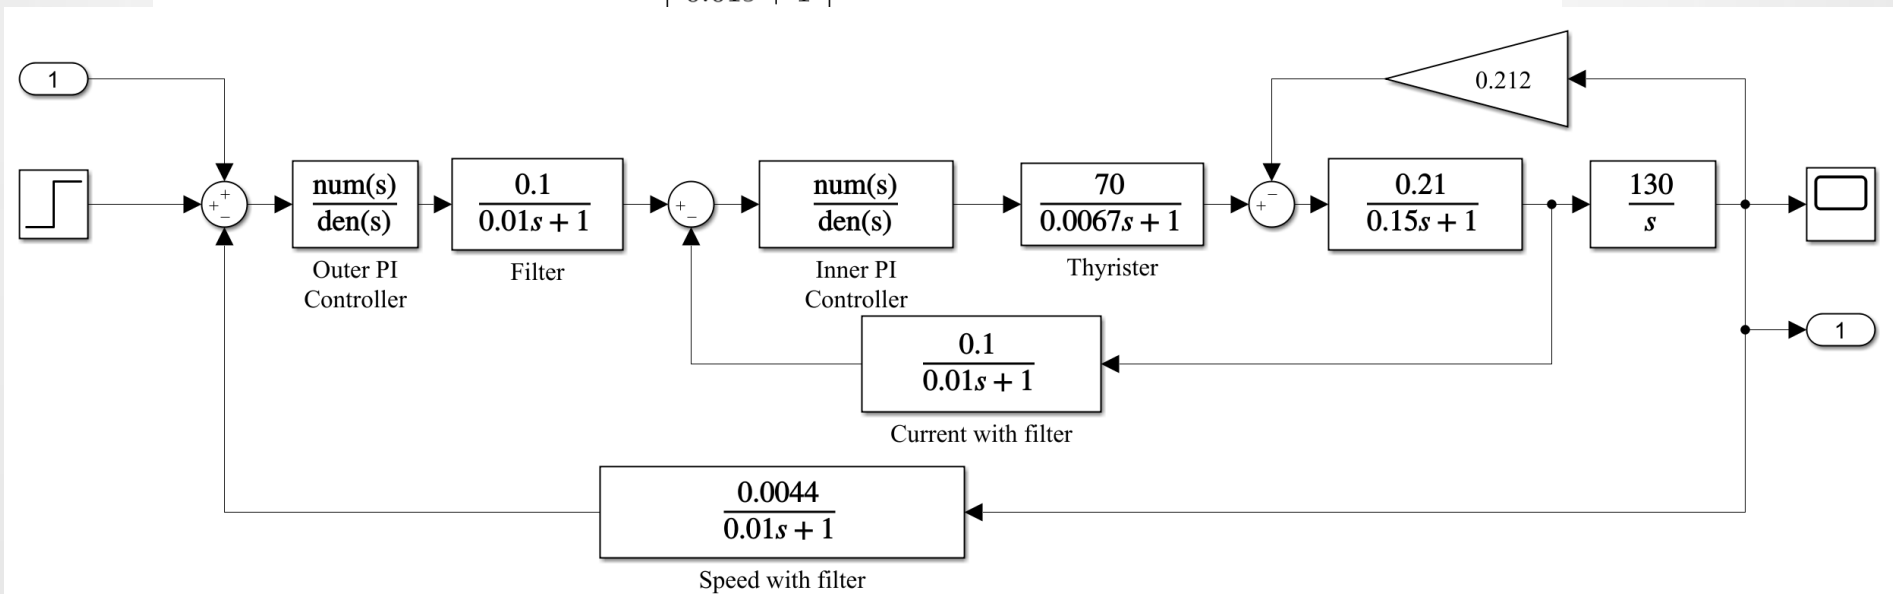 1
0.212
num(s)
den(s)
Outer PI
Controller
0.1
0.01s + 1
Filter
num(s)
den(s)
Inner PI
Controller
70
0.0067s + 1
Thyrister
0.21
0.15s + 1
130
s
0.1
0.01s + 1
Current with filter
1
0.0044
0.01s + 1
Speed with filter